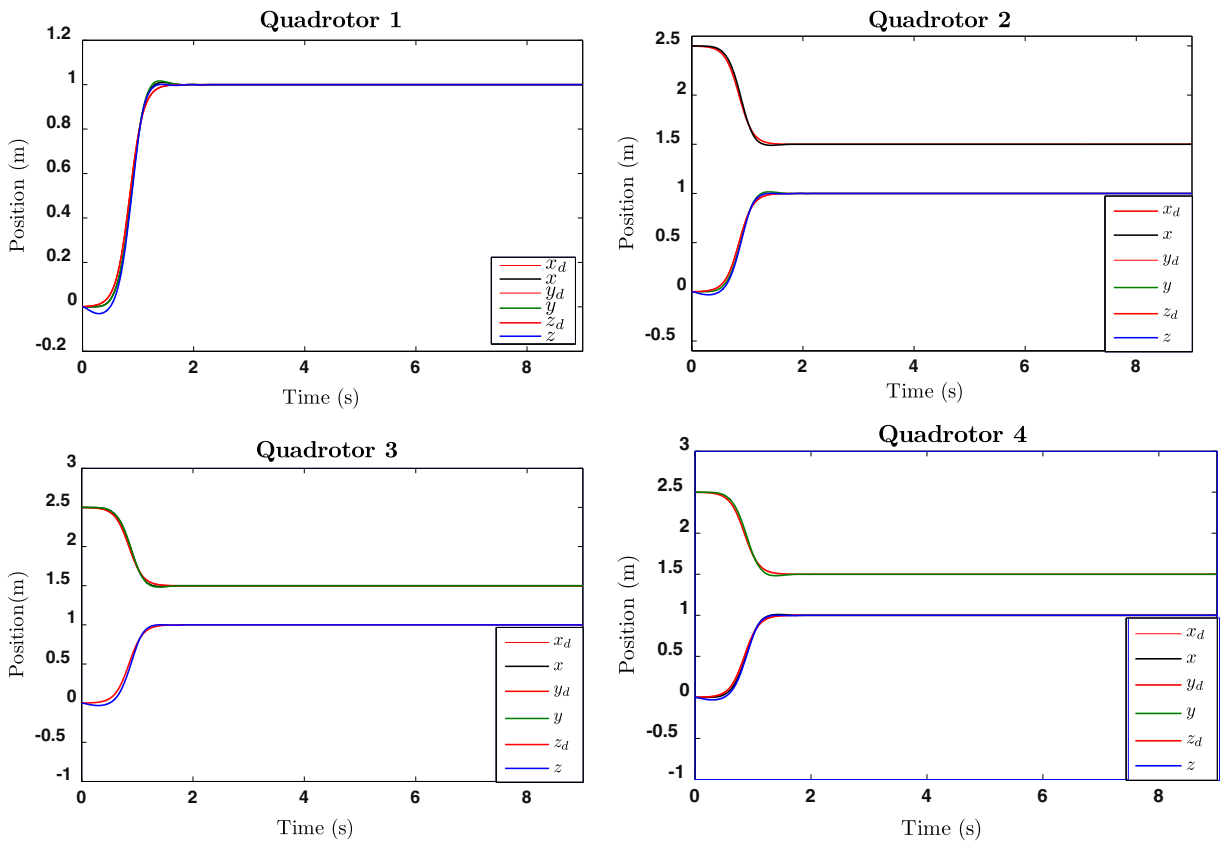 Quadrotor 1
1.2
1
0.8
0.6
0.4
0.2
0
-0.2
Position (m)
0 2 4 6 8
Time (s)
x_d
x
y_d
y
z_d
z
Quadrotor 2
2.5
2
1.5
1
0.5
0
-0.5
Position (m)
0 2 4 6 8
Time (s)
x_d
x
y_d
y
z_d
z
Quadrotor 3
3
2.5
2
1.5
1
0.5
0
-0.5
-1
Position(m)
0 2 4 6 8
Time (s)
x_d
x
y_d
y
z_d
z
Quadrotor 4
3
2.5
2
1.5
1
0.5
0
-0.5
-1
Position (m)
0 2 4 6 8
Time (s)
x_d
x
y_d
y
z_d
z